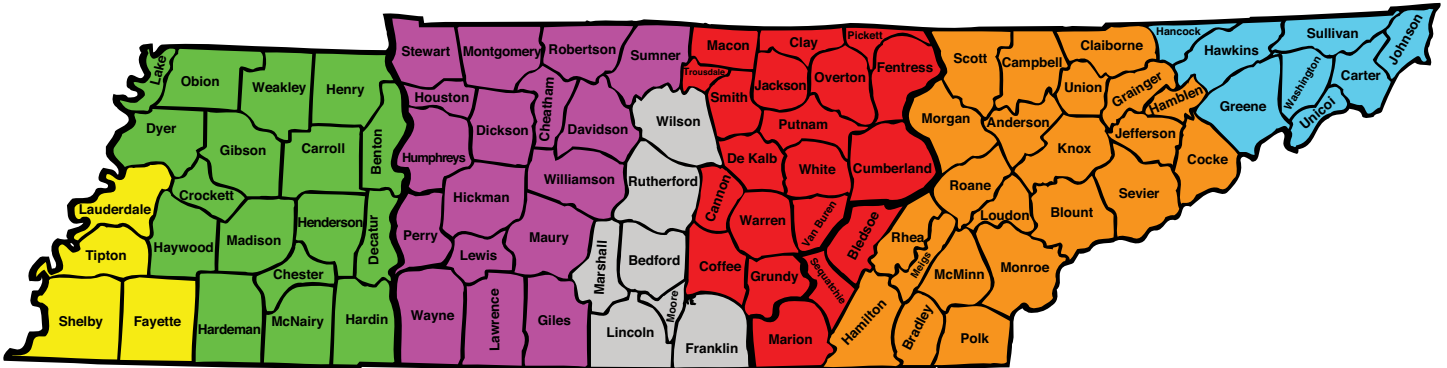 Lake
Obion
Weakley
Henry
Dyer
Gibson
Carroll
Benton
Lauderdale
Crockett
Haywood
Madison
Henderson
Decatur
Tipton
Chester
Shelby
Fayette
Hardeman
McNairy
Hardin
Stewart
Montgomery
Robertson
Sumner
Houston
Dickson
Cheatham
Davidson
Humphreys
Hickman
Williamson
Perry
Lewis
Maury
Wayne
Lawrence
Giles
Wilson
Rutherford
Marshall
Bedford
Moore
Lincoln
Franklin
Macon
Clay
Pickett
Trousdale
Smith
Jackson
Overton
Fentress
Putnam
De Kalb
White
Cumberland
Cannon
Warren
Van Buren
Bledsoe
Coffee
Grundy
Sequatchie
Marion
Scott
Campbell
Claiborne
Union
Grainger
Hamblen
Morgan
Anderson
Knox
Jefferson
Cocke
Roane
Loudon
Blount
Sevier
Rhea
Meigs
McMinn
Monroe
Hamilton
Bradley
Polk
Hancock
Hawkins
Sullivan
Johnson
Greene
Washington
Carter
Unicoi